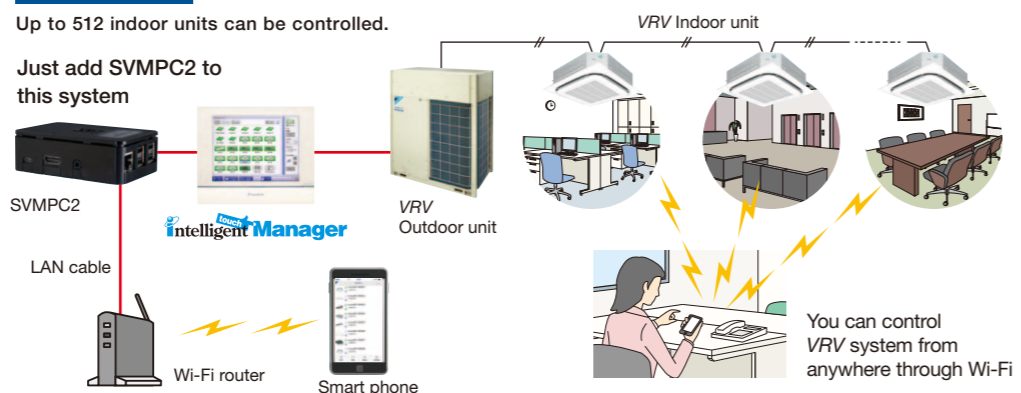 Up to 512 indoor units can be controlled.
VRV Indoor unit
Just add SVMPC2 to
this system
SVMPC2
intelligent touch Manager
VRV
Outdoor unit
LAN cable
Wi-Fi router
Smart phone
You can control
VRV system from
anywhere through Wi-Fi